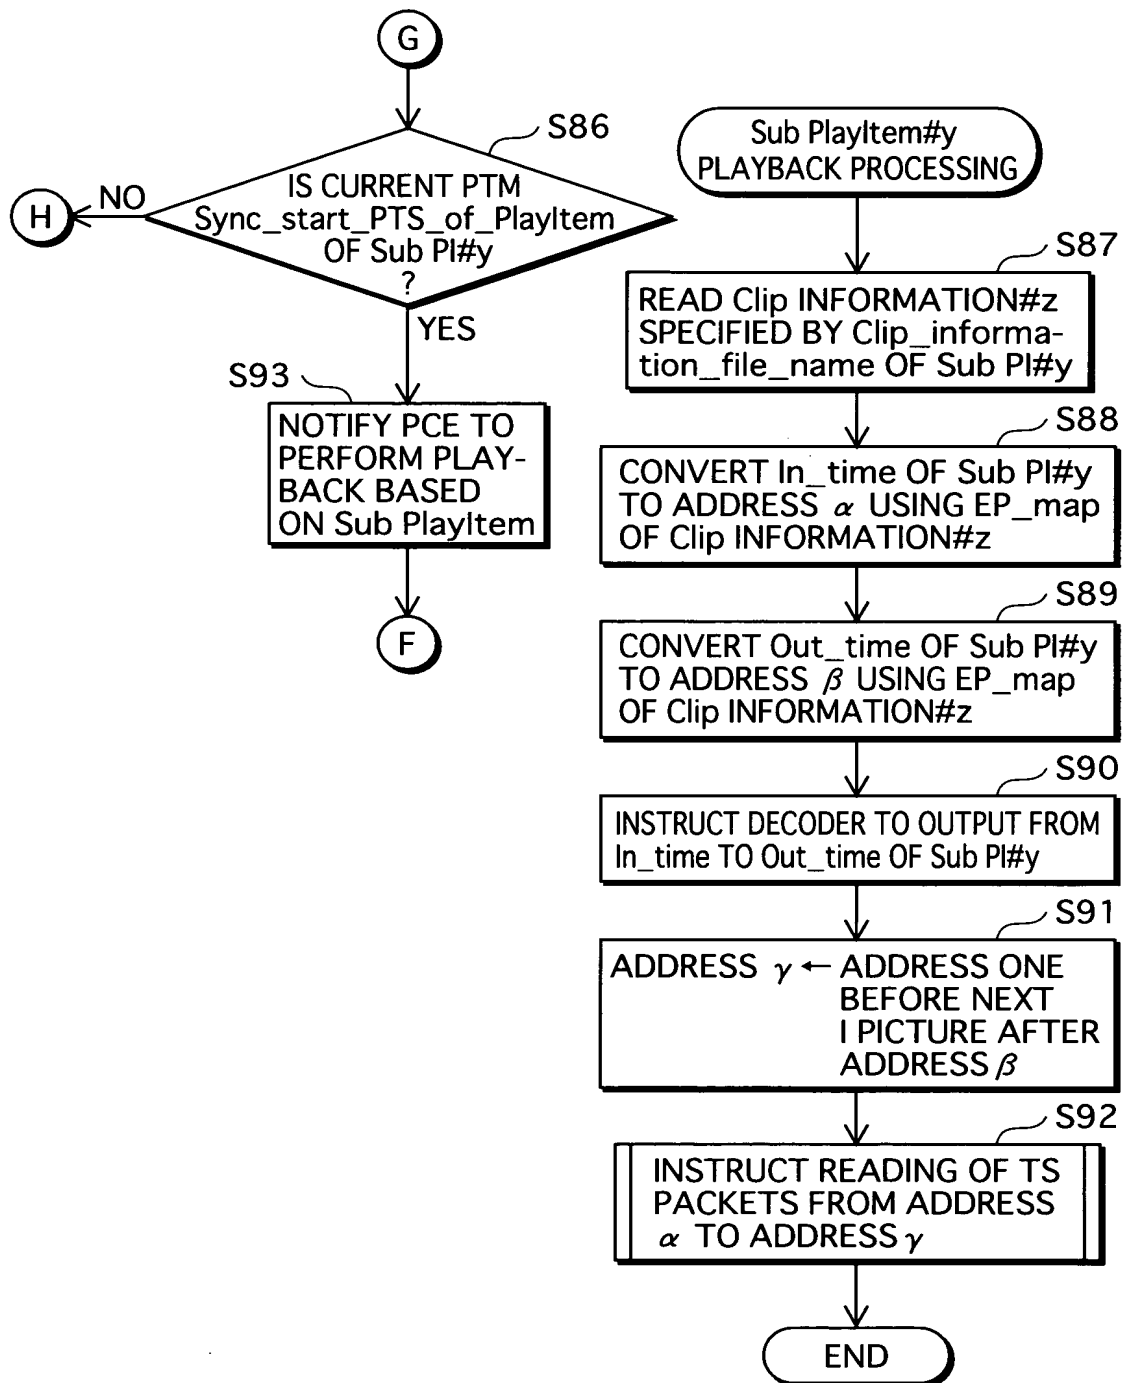 G
S86
IS CURRENT PTM
Sync_start_PTS_of_PlayItem
OF Sub PI#y
?
NO
H
YES
S93
NOTIFY PCE TO
PERFORM PLAY-
BACK BASED
ON Sub PlayItem
F
Sub PlayItem#y
PLAYBACK PROCESSING
S87
READ Clip INFORMATION#z
SPECIFIED BY Clip_informa-
tion_file_name OF Sub PI#y
S88
CONVERT In_time OF Sub PI#y
TO ADDRESS α USING EP_map
OF Clip INFORMATION#z
S89
CONVERT Out_time OF Sub PI#y
TO ADDRESS β USING EP_map
OF Clip INFORMATION#z
S90
INSTRUCT DECODER TO OUTPUT FROM
In_time TO Out_time OF Sub PI#y
S91
ADDRESS γ ← ADDRESS ONE
BEFORE NEXT
I PICTURE AFTER
ADDRESS β
S92
INSTRUCT READING OF TS
PACKETS FROM ADDRESS
α TO ADDRESS γ
END